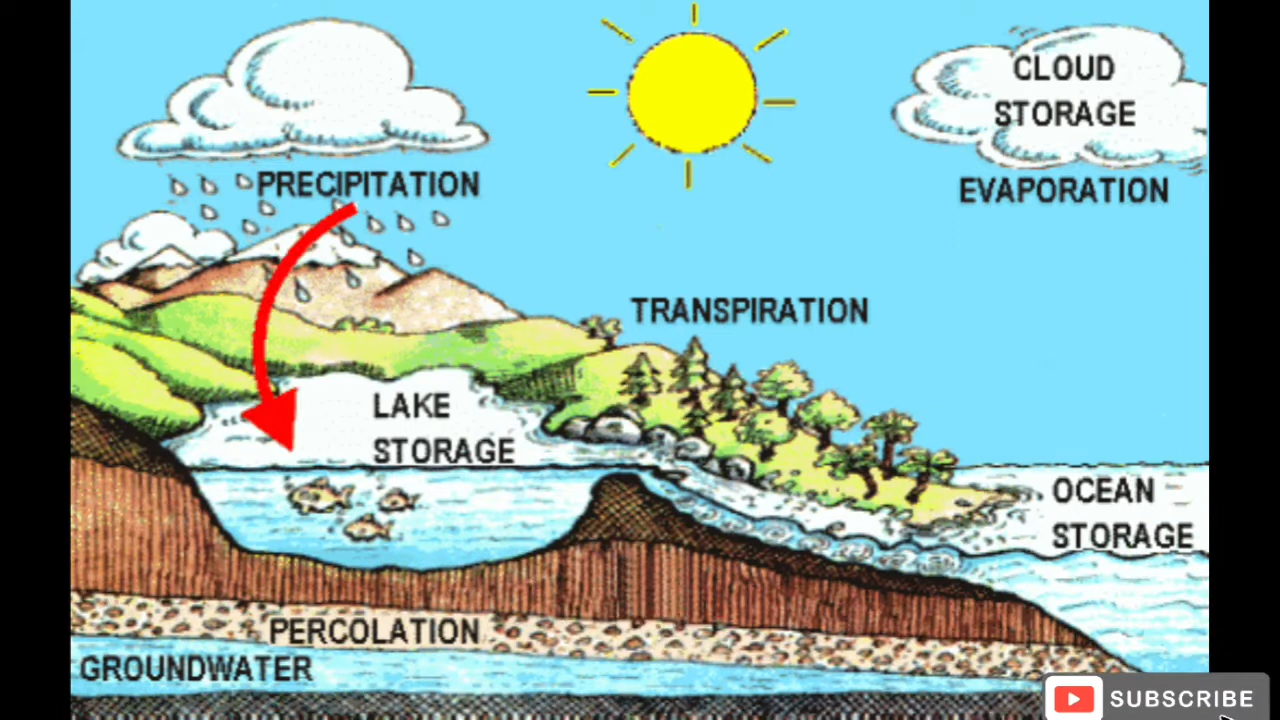 CLOUD
STORAGE
PRECIPITATION
EVAPORATION
TRANSPIRATION
LAKE
STORAGE
OCEAN
STORAGE
PERCOLATION
GROUNDWATER
SUBSCRIBE